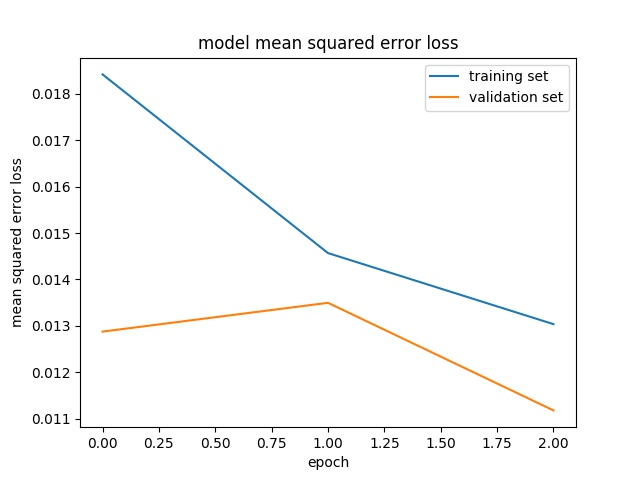 model mean squared error loss
training set
validation set
mean squared error loss
0.018
0.017
0.016
0.015
0.014
0.013
0.012
0.011
0.00 0.25 0.50 0.75 1.00 1.25 1.50 1.75 2.00
epoch